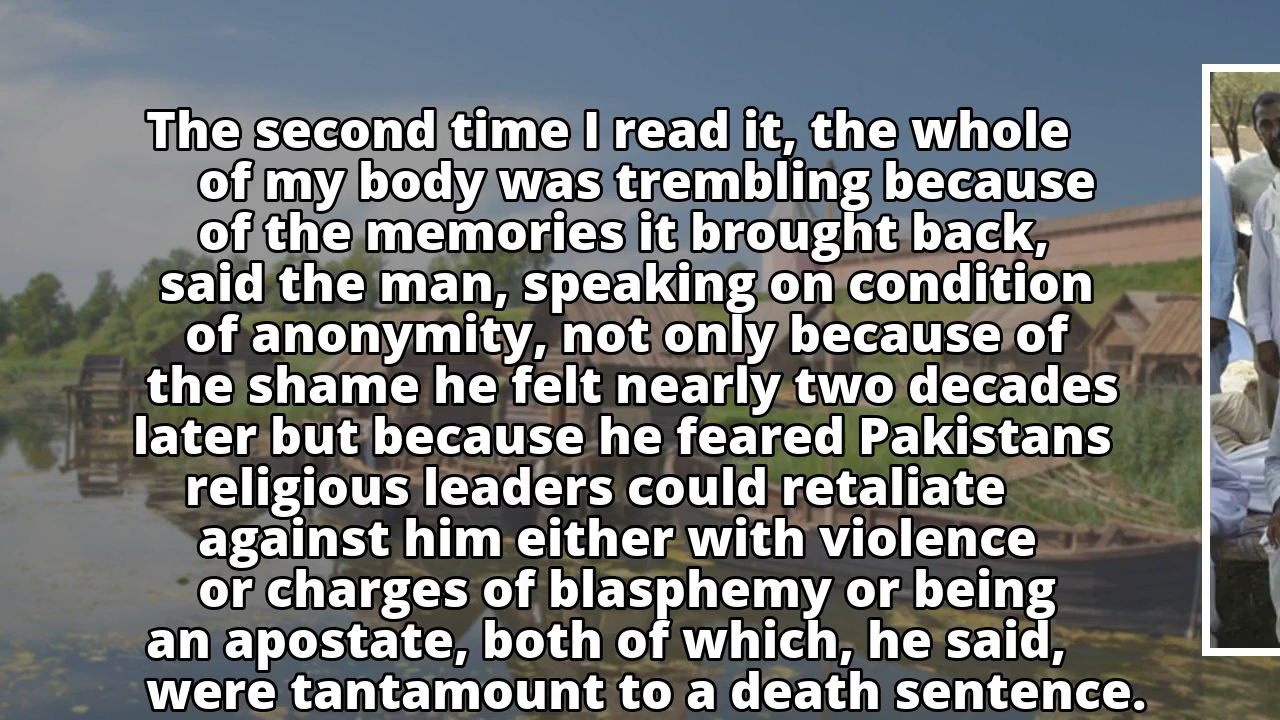 The second time I read it, the whole
of my body was trembling because
of the memories it brought back,
said the man, speaking on condition
of anonymity, not only because of
the shame he felt nearly two decades
later but because he feared Pakistans
religious leaders could retaliate
against him either with violence
or charges of blasphemy or being
an apostate, both of which, he said,
were tantamount to a death sentence.